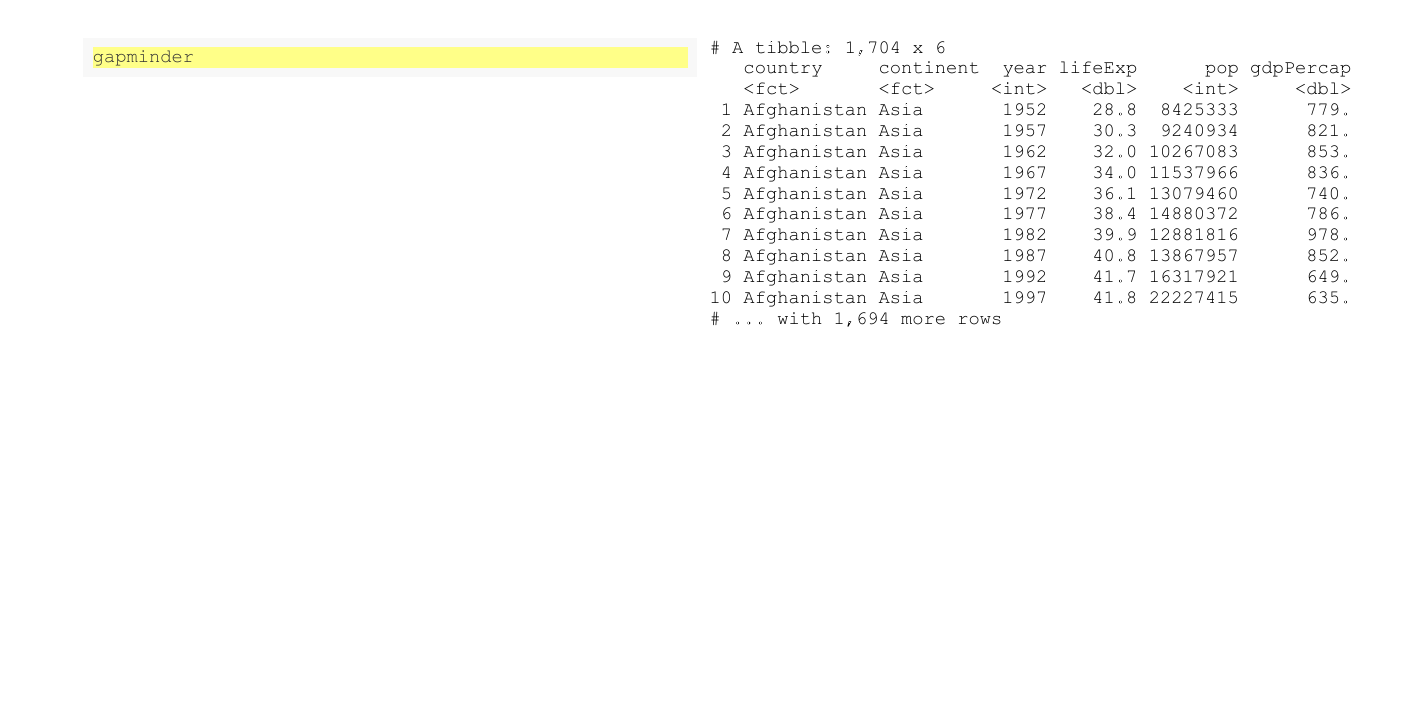 gapminder
# A tibble: 1,704 x 6
   country     continent  year lifeExp      pop gdpPercap
   <fct>       <fct>     <int>   <dbl>    <int>     <dbl>
 1 Afghanistan Asia       1952    28.8  8425333      779.
 2 Afghanistan Asia       1957    30.3  9240934      821.
 3 Afghanistan Asia       1962    32.0 10267083      853.
 4 Afghanistan Asia       1967    34.0 11537966      836.
 5 Afghanistan Asia       1972    36.1 13079460      740.
 6 Afghanistan Asia       1977    38.4 14880372      786.
 7 Afghanistan Asia       1982    39.9 12881816      978.
 8 Afghanistan Asia       1987    40.8 13867957      852.
 9 Afghanistan Asia       1992    41.7 16317921      649.
10 Afghanistan Asia       1997    41.8 22227415      635.
# ... with 1,694 more rows